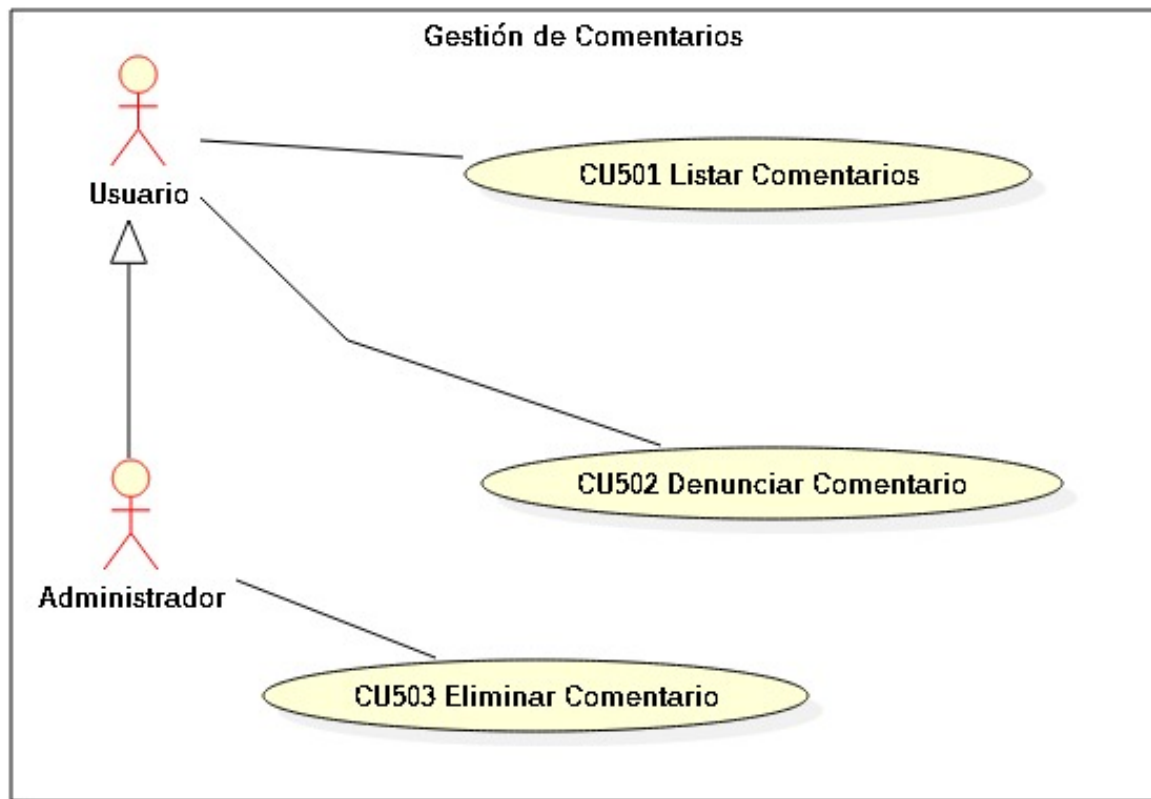 Gestión de Comentarios
Usuario
CU501 Listar Comentarios
CU502 Denunciar Comentario
Administrador
CU503 Eliminar Comentario